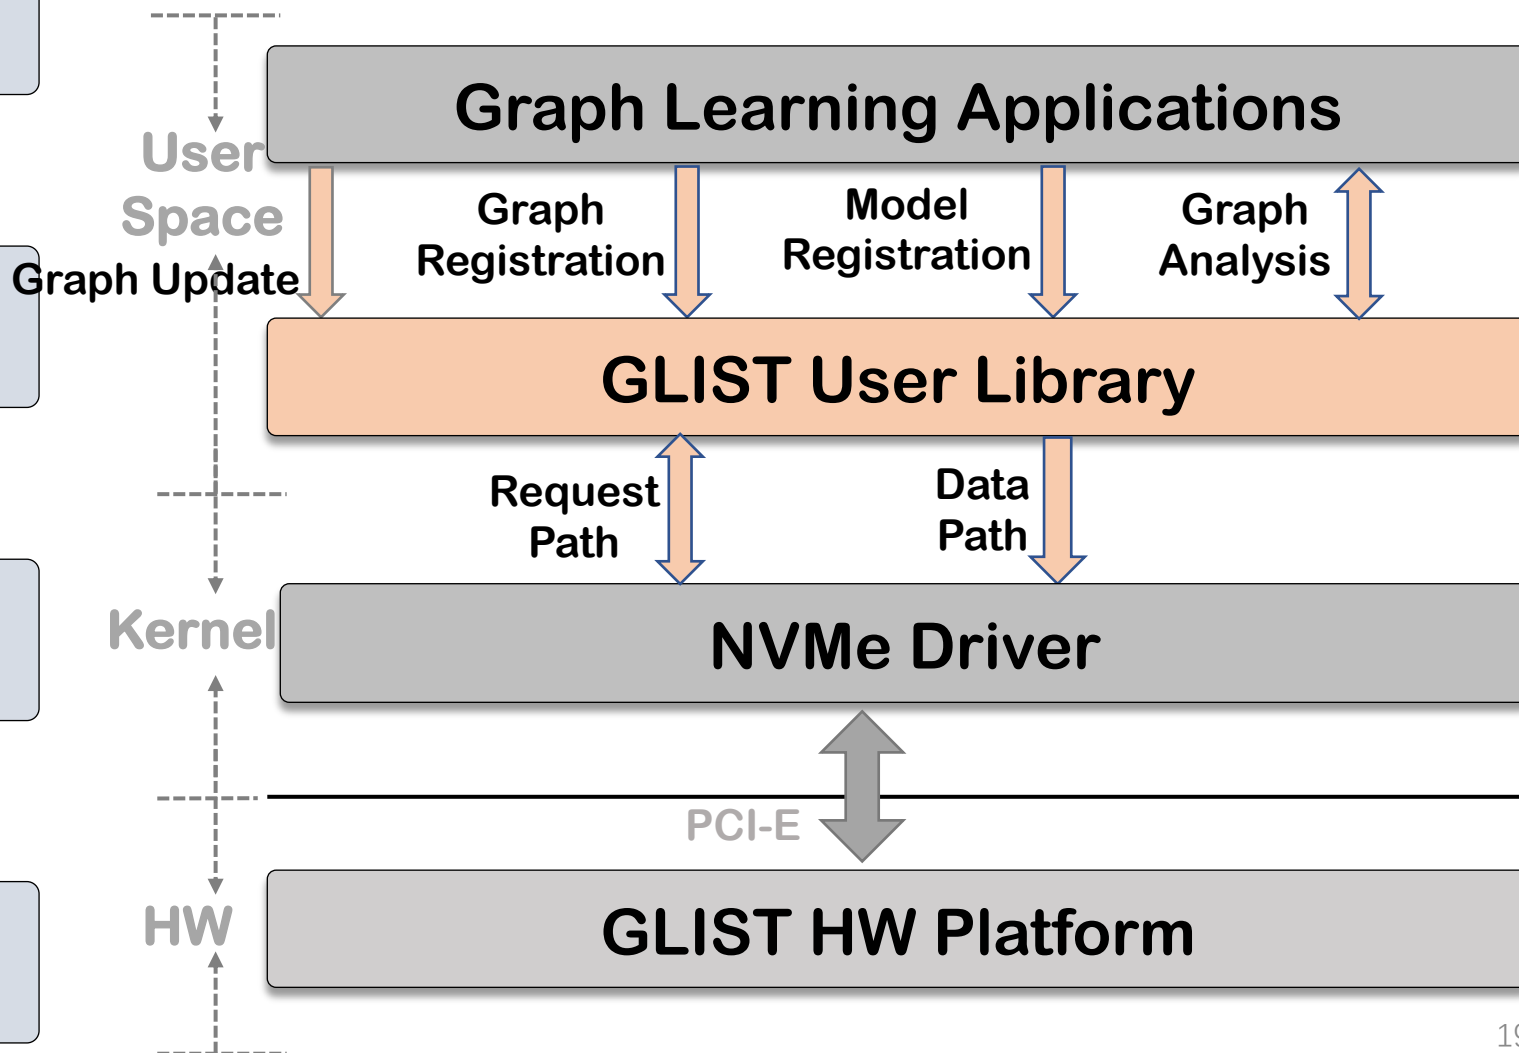 Graph Learning Applications
User
Space
Graph Update
Graph
Registration
Model
Registration
Graph
Analysis
GLIST User Library
Request
Path
Data
Path
Kernel
NVMe Driver
PCI-E
HW
GLIST HW Platform
19